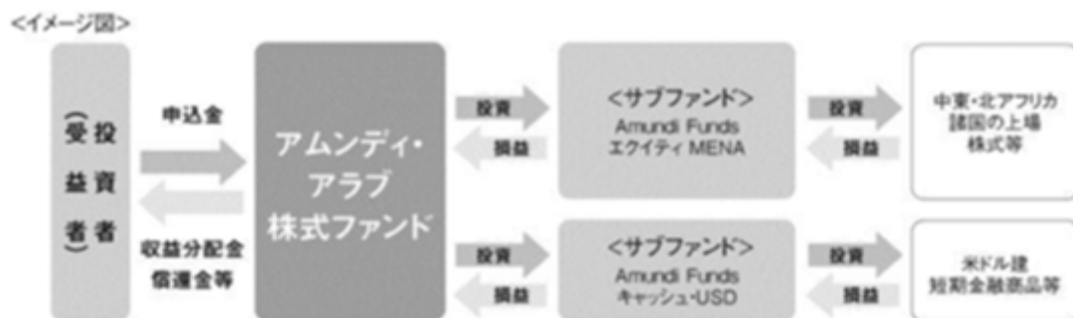 <イメージ図>
投資者
(受益者)
申込金
収益分配金
償還金等
アムンディ・
アラブ
株式ファンド
投資
損益
<サブファンド>
Amundi Funds
エクイティ MENA
投資
損益
中東・北アフリカ
諸国の上場
株式等
投資
損益
<サブファンド>
Amundi Funds
キャッシュ・USD
投資
損益
米ドル建
短期金融商品等